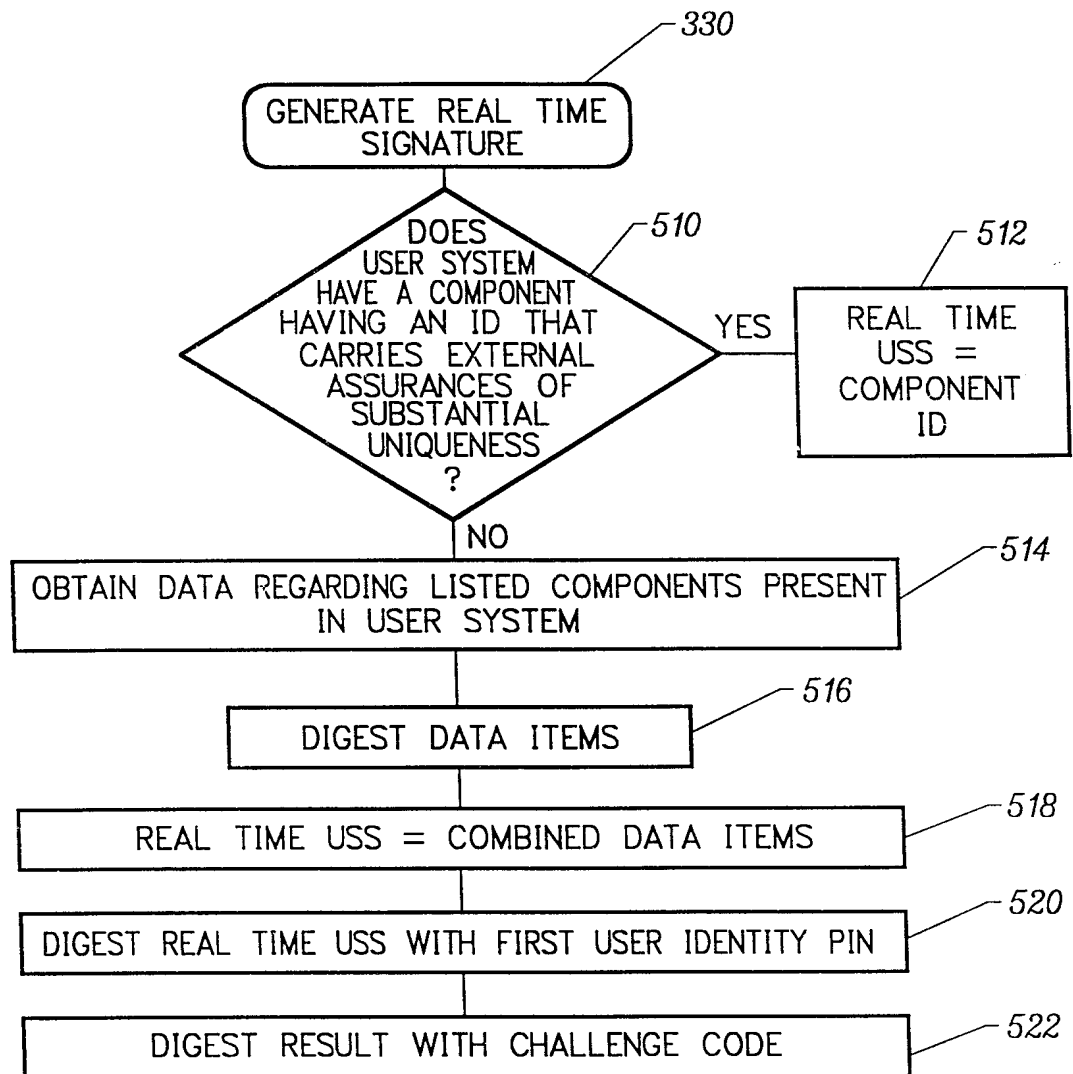 330
GENERATE REAL TIME
SIGNATURE
DOES
USER SYSTEM
HAVE A COMPONENT
HAVING AN ID THAT
CARRIES EXTERNAL
ASSURANCES OF
SUBSTANTIAL
UNIQUENESS
?
510
YES
512
REAL TIME
USS =
COMPONENT
ID
NO
514
OBTAIN DATA REGARDING LISTED COMPONENTS PRESENT
IN USER SYSTEM
516
DIGEST DATA ITEMS
518
REAL TIME USS = COMBINED DATA ITEMS
520
DIGEST REAL TIME USS WITH FIRST USER IDENTITY PIN
522
DIGEST RESULT WITH CHALLENGE CODE